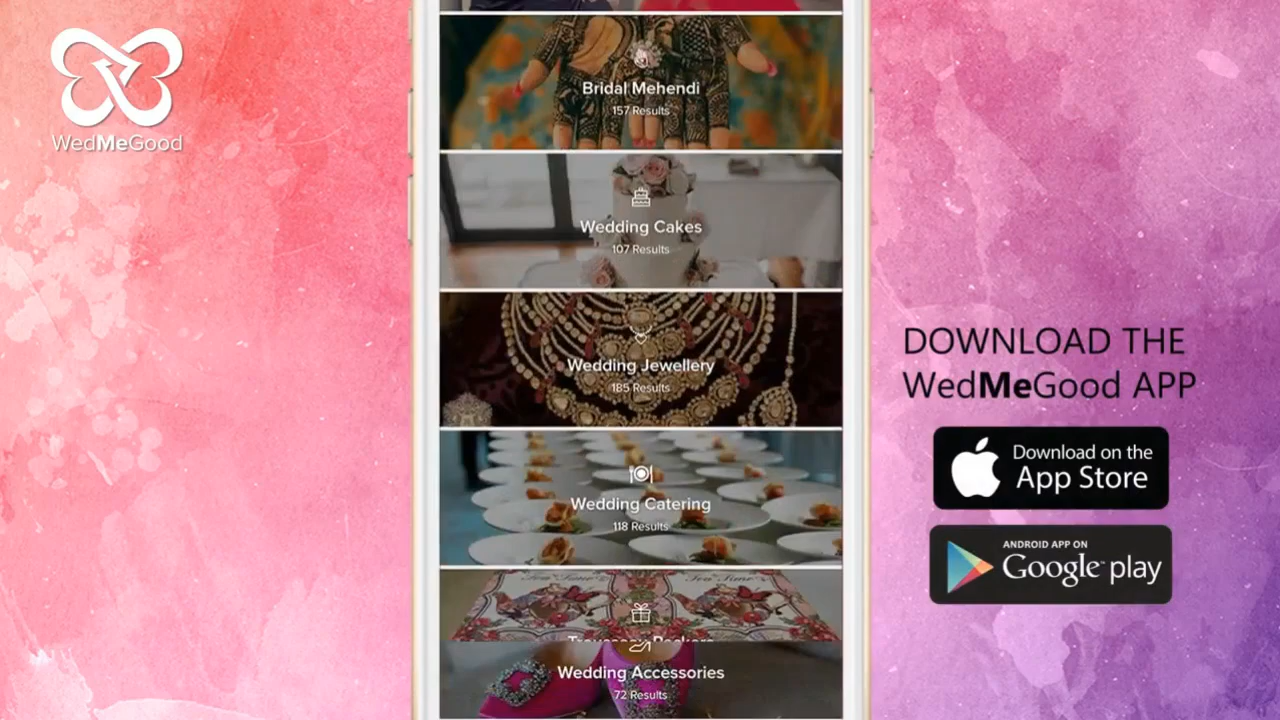 WedMeGood
Bridal Mehendi
157 Results
Wedding Cakes
107 Results
Wedding Jewellery
185 Results
Wedding Catering
118 Results
Wedding Accessories
72 Results
DOWNLOAD THE
WedMeGood APP
Download on the
App Store
ANDROID APP ON
Google play